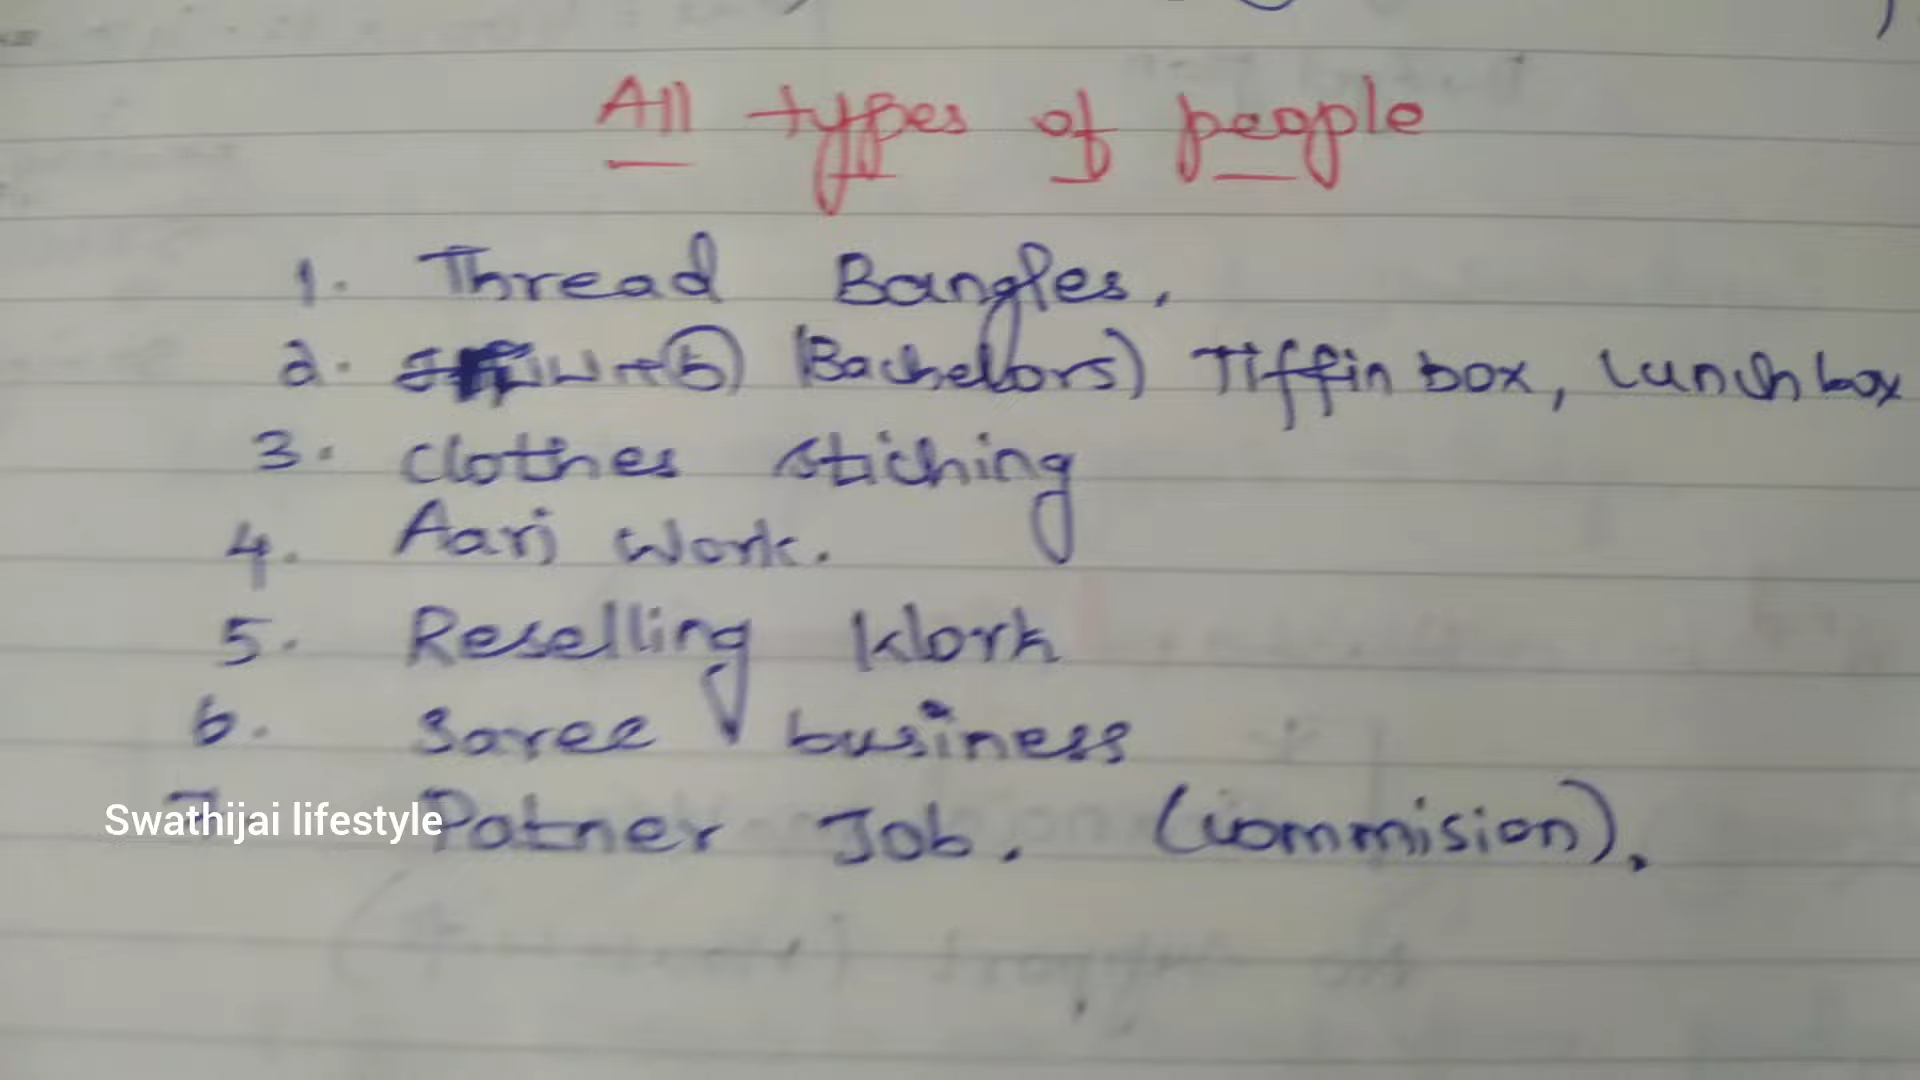 All types of people
1. Thread Bangles.
2. (Bachelors) Tiffin box, lunch box
3. clothes stiching
4. Aari work.
5. Reselling Work
6. Saree business
7. Patner Job. (commision).
Swathijai lifestyle